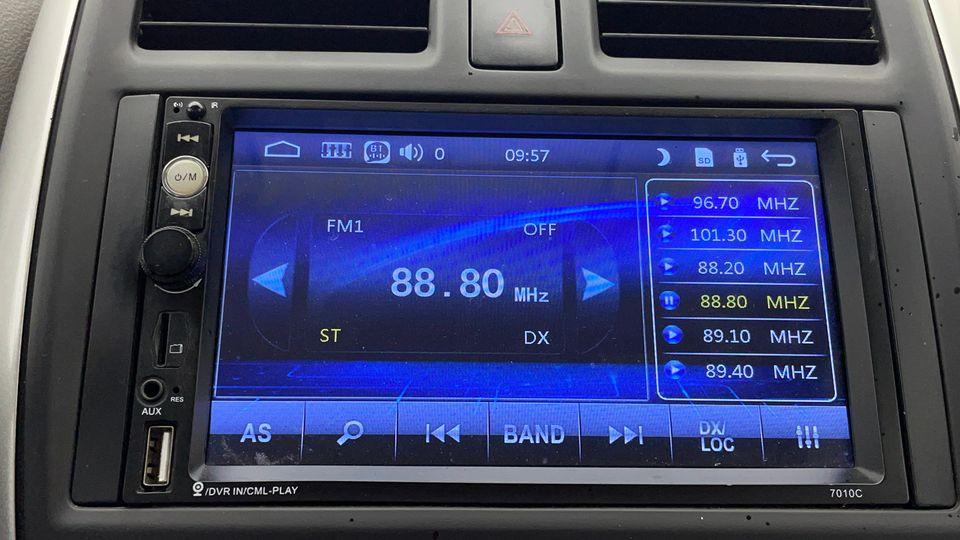 IR
⏻/M
AUX
RES
/DVR IN/CML-PLAY
7010C
BT
0
09:57
SD
FM1
OFF
88.80 MHz
ST
DX
96.70 MHZ
101.30 MHZ
88.20 MHZ
88.80 MHZ
89.10 MHZ
89.40 MHZ
AS
BAND
DX/
LOC